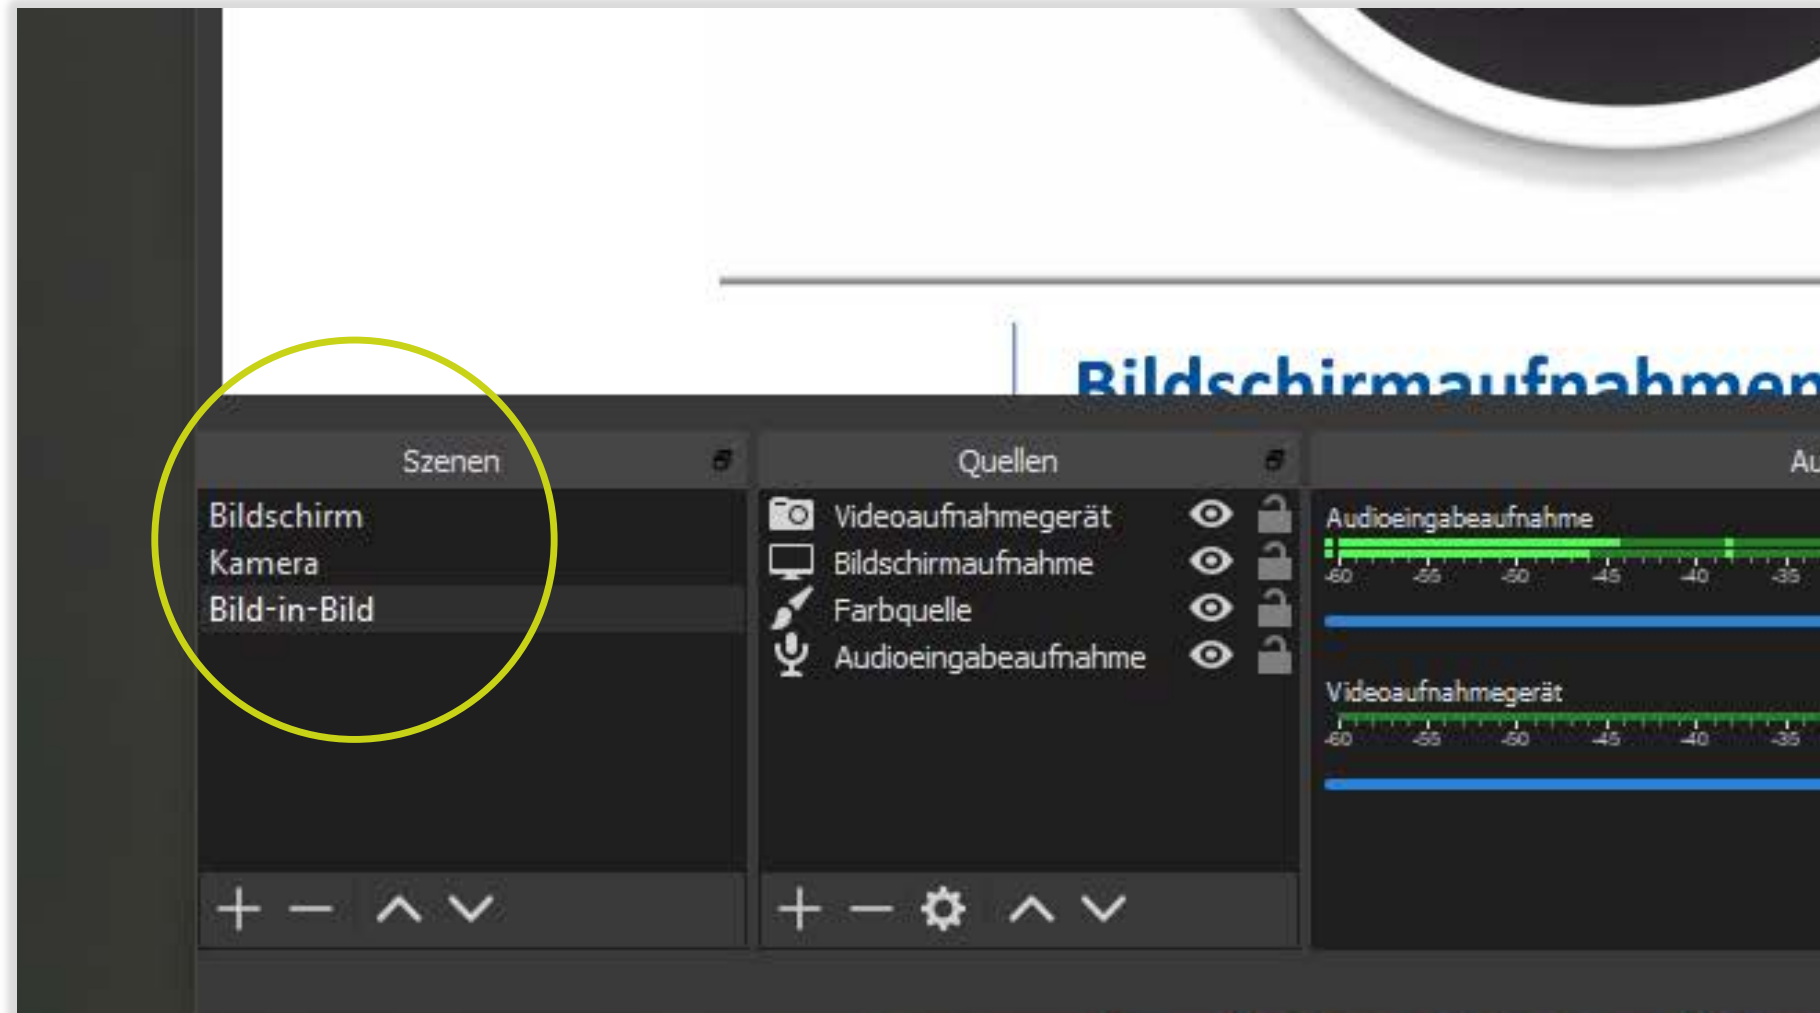 Bildschirmaufnahmen
Szenen
Bildschirm
Kamera
Bild-in-Bild
Quellen
Videoaufnahmegerät
Bildschirmaufnahme
Farbquelle
Audioeingabeaufnahme
Au
Audioeingabeaufnahme
-60 -55 -50 -45 -40 -35
Videoaufnahmegerät
-60 -55 -50 -45 -40 -35